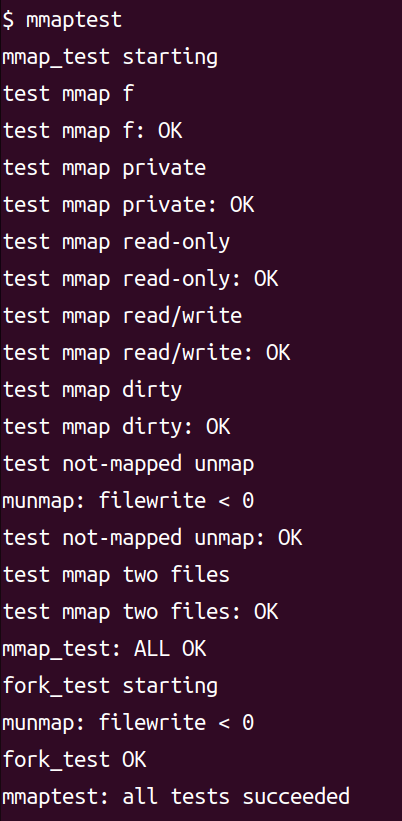 $ mmaptest
mmap_test starting
test mmap f
test mmap f: OK
test mmap private
test mmap private: OK
test mmap read-only
test mmap read-only: OK
test mmap read/write
test mmap read/write: OK
test mmap dirty
test mmap dirty: OK
test not-mapped unmap
munmap: filewrite < 0
test not-mapped unmap: OK
test mmap two files
test mmap two files: OK
mmap_test: ALL OK
fork_test starting
munmap: filewrite < 0
fork_test OK
mmaptest: all tests succeeded